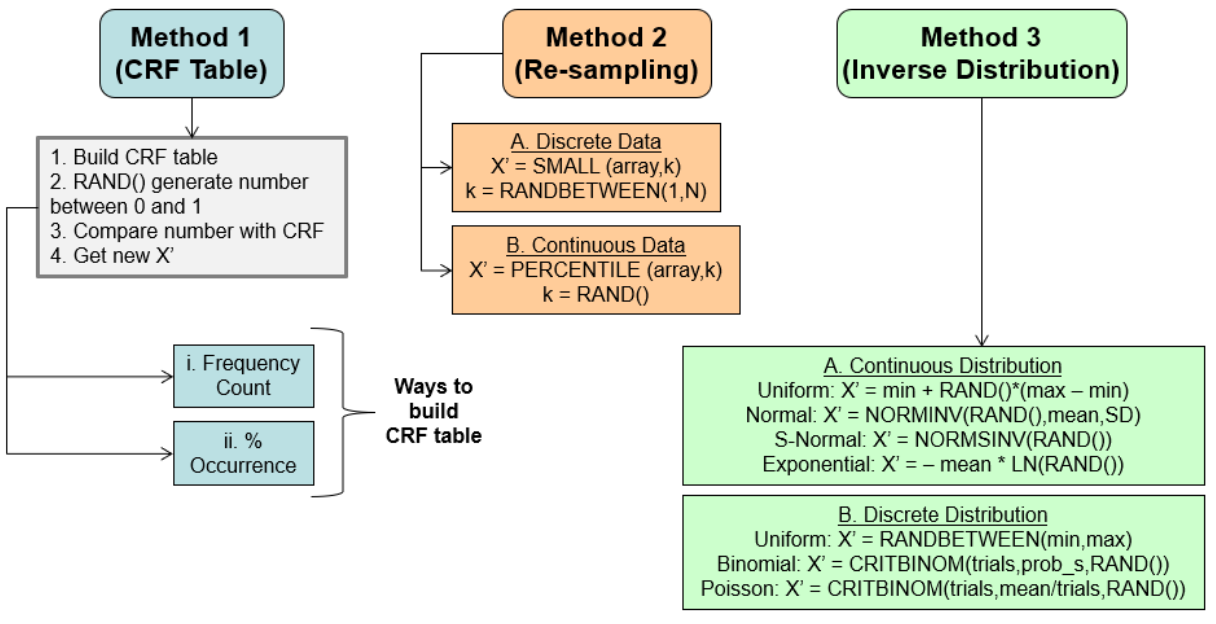 Method 1
(CRF Table)
1. Build CRF table
2. RAND() generate number
between 0 and 1
3. Compare number with CRF
4. Get new X’
i. Frequency
Count
ii. %
Occurrence
Ways to
build
CRF table
Method 2
(Re-sampling)
A. Discrete Data
X’ = SMALL (array,k)
k = RANDBETWEEN(1,N)
B. Continuous Data
X’ = PERCENTILE (array,k)
k = RAND()
Method 3
(Inverse Distribution)
A. Continuous Distribution
Uniform: X’ = min + RAND()*(max – min)
Normal: X’ = NORMINV(RAND(),mean,SD)
S-Normal: X’ = NORMSINV(RAND())
Exponential: X’ = – mean * LN(RAND())
B. Discrete Distribution
Uniform: X’ = RANDBETWEEN(min,max)
Binomial: X’ = CRITBINOM(trials,prob_s,RAND())
Poisson: X’ = CRITBINOM(trials,mean/trials,RAND())